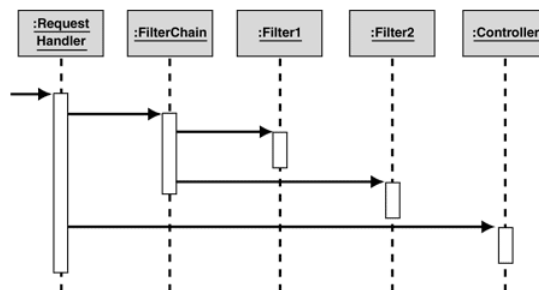 :Request
Handler
:FilterChain
:Filter1
:Filter2
:Controller